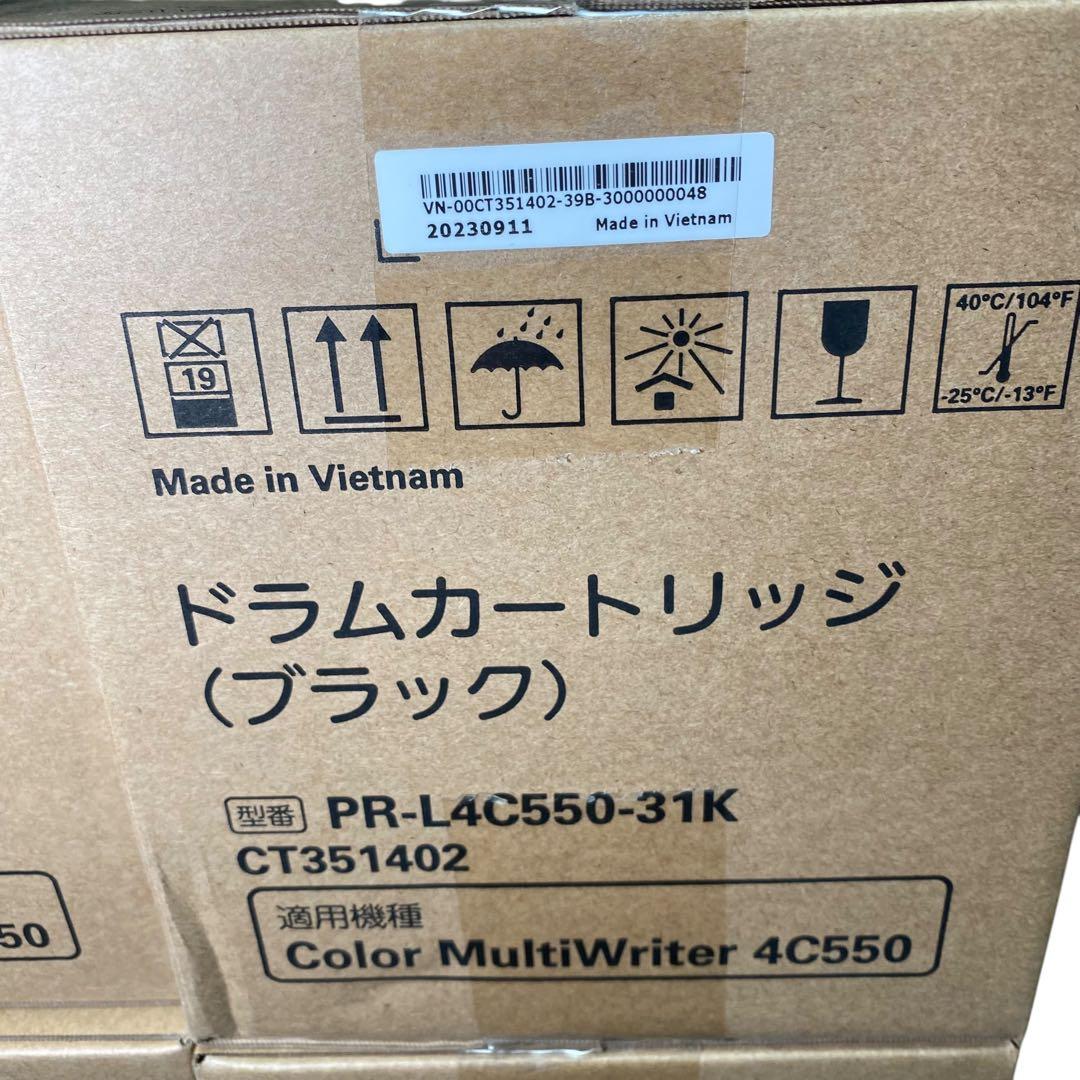 VN-00CT351402-39B-3000000048
20230911 Made in Vietnam
19
40°C/104°F
-25°C/-13°F
Made in Vietnam
ドラムカートリッジ
（ブラック）
型番 PR-L4C550-31K
CT351402
適用機種
Color MultiWriter 4C550
50